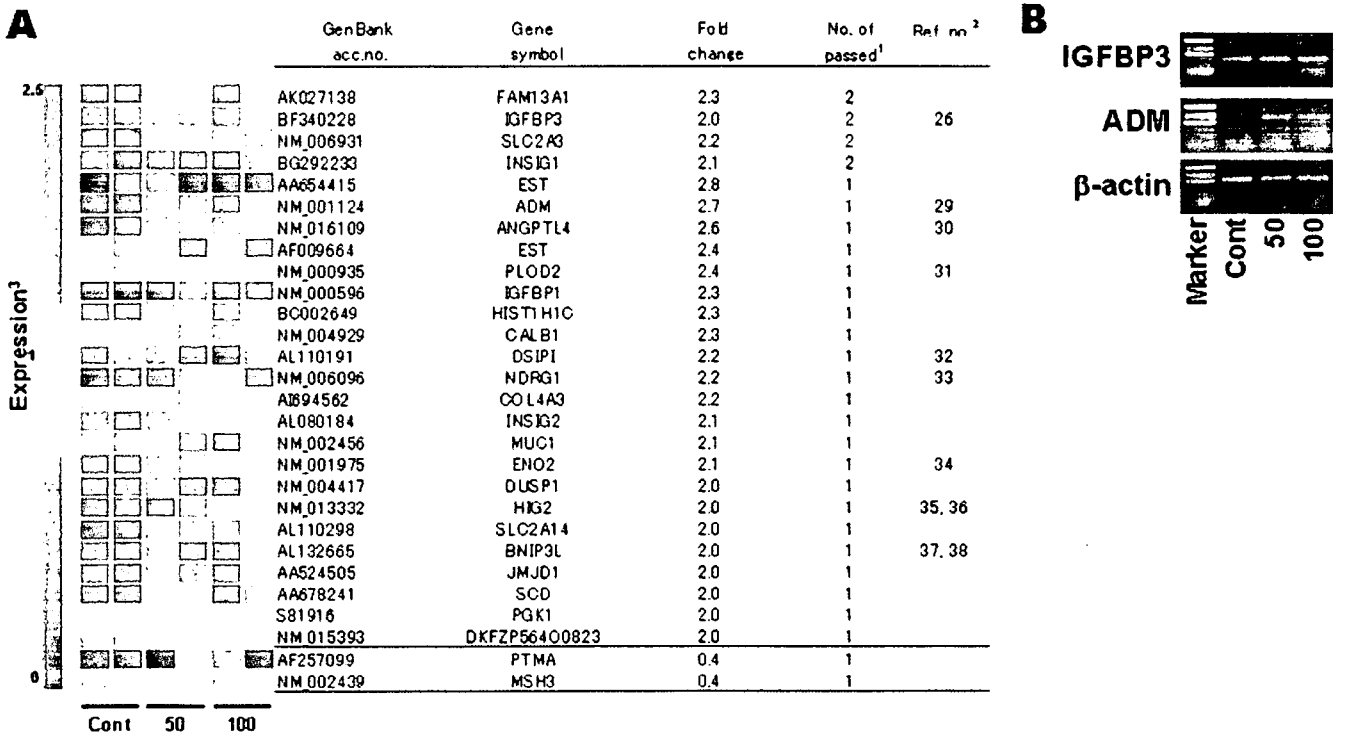 A
GenBank acc.no. Gene symbol Fold change No. of passed1 Ref. no.2
2.5
AK027138 FAM13A1 2.3 2
BF340228 IGFBP3 2.0 2 26
NM_006931 SLC2A3 2.2 2
BG292233 INSIG1 2.1 2
AA654415 EST 2.8 1
NM_001124 ADM 2.7 1 29
NM_016109 ANGPTL4 2.6 1 30
AF009664 EST 2.4 1
NM_000935 PLOD2 2.4 1 31
NM_000596 IGFBP1 2.3 1
BC002649 HIST1H1C 2.3 1
NM_004929 CALB1 2.3 1
AL110191 DSIPI 2.2 1 32
NM_006096 NDRG1 2.2 1 33
AI694562 COL4A3 2.2 1
AL080184 INSIG2 2.1 1
NM_002456 MUC1 2.1 1
NM_001975 ENO2 2.1 1 34
NM_004417 DUSP1 2.0 1
NM_013332 HIG2 2.0 1 35, 36
AL110298 SLC2A14 2.0 1
AL132665 BNIP3L 2.0 1 37, 38
AA524505 JMJD1 2.0 1
AA678241 SCD 2.0 1
S81916 PGK1 2.0 1
NM_015393 DKFZP564O0823 2.0 1
AF257099 PTMA 0.4 1
NM_002439 MSH3 0.4 1
Expression3
1
0
Cont 50 100
B
IGFBP3
ADM
β-actin
Marker Cont 50 100